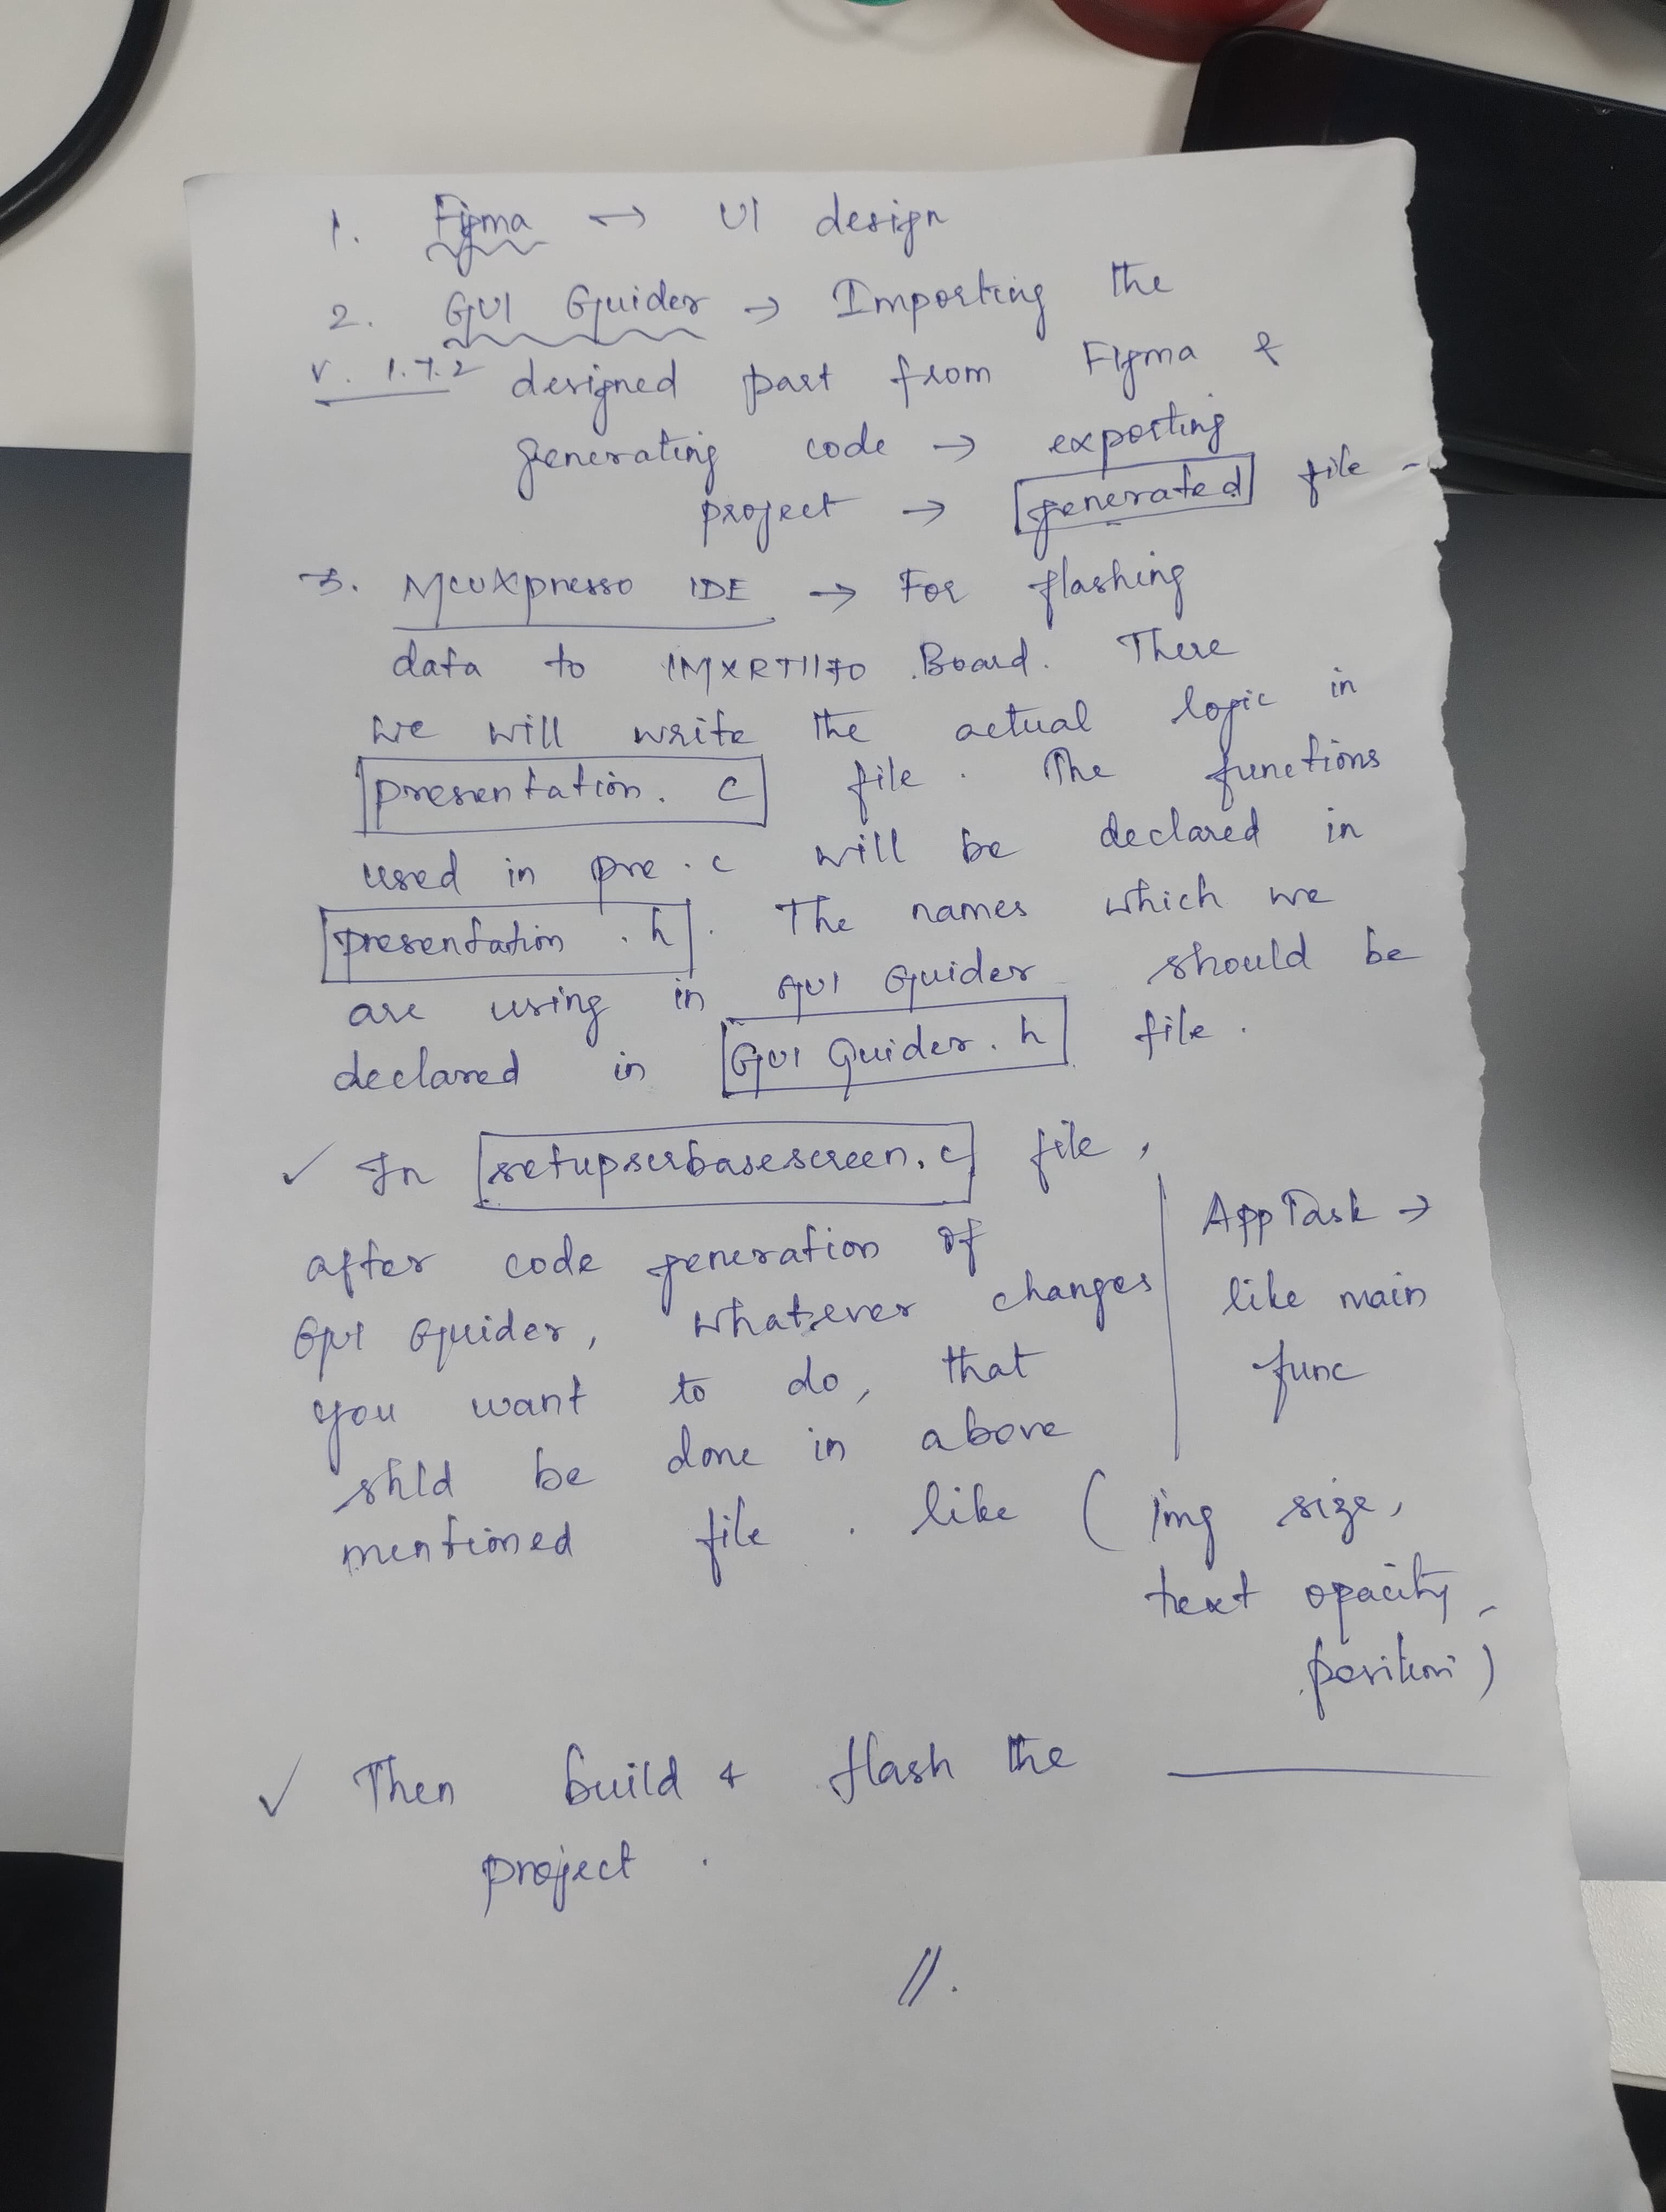 1. Figma → UI design
2. GUI Guider → Importing the
v. 1.7.2 designed part from Figma &
generating code → exporting
project → generated file -
3. McuXpresso IDE → For flashing
data to IMXRT1170 Board. There
we will write the actual logic in
presentation.c file. The functions
used in pre.c will be declared in
presentation.h. The names which we
are using in GUI Guider should be
declared in GUI Guider.h file.
✓ In setupscrbasescreen.c file,
after code generation of
GUI Guider, whatever changes
you want to do, that
shld be done in above
mentioned file. like (img size,
text opacity,
position)
AppTask →
like main
func
✓ Then build & flash the
project.
//.